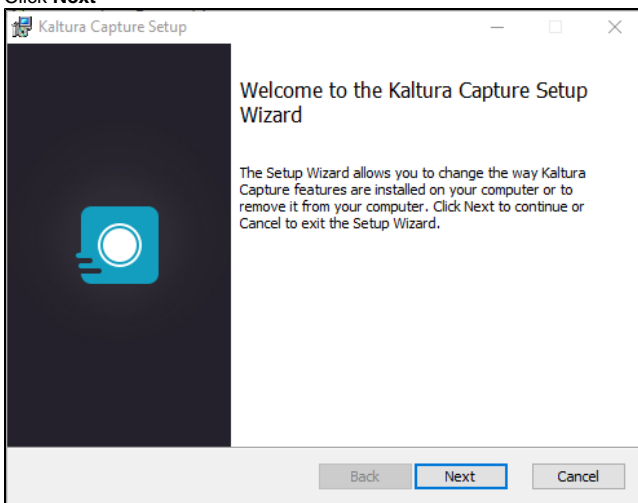 Click Next
Kaltura Capture Setup
Welcome to the Kaltura Capture Setup
Wizard
The Setup Wizard allows you to change the way Kaltura
Capture features are installed on your computer or to
remove it from your computer. Click Next to continue or
Cancel to exit the Setup Wizard.
Back Next Cancel